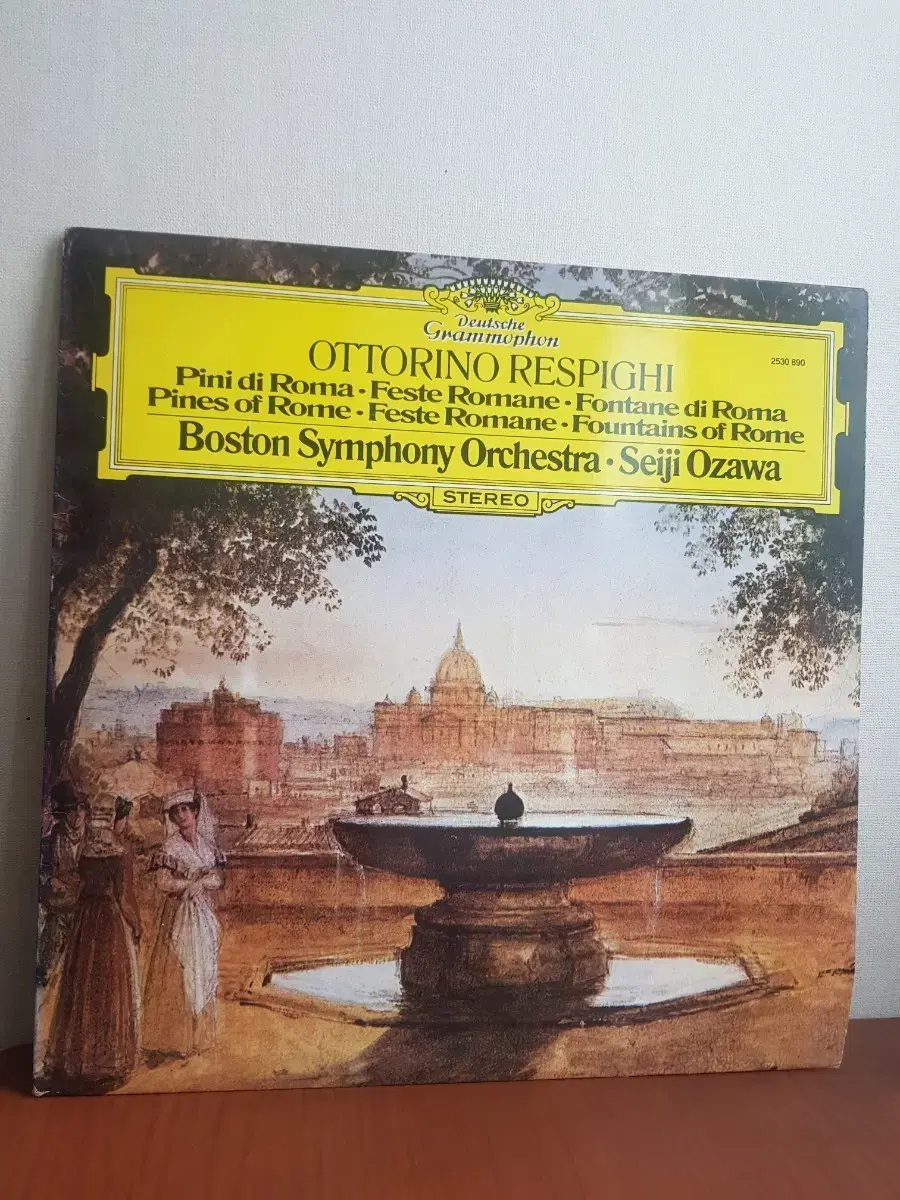 Deutsche
Grammophon
OTTORINO RESPIGHI
2530 890
Pini di Roma · Feste Romane · Fontane di Roma
Pines of Rome · Feste Romane · Fountains of Rome
Boston Symphony Orchestra · Seiji Ozawa
STEREO